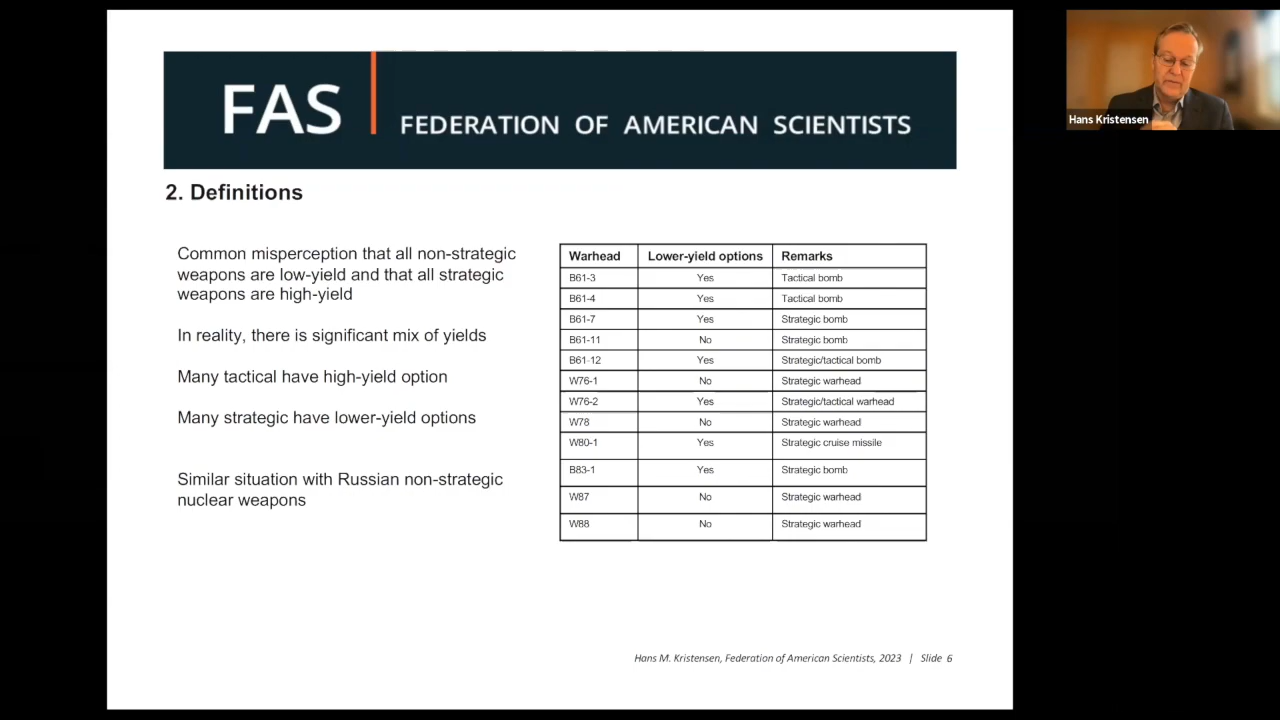 FAS
FEDERATION OF AMERICAN SCIENTISTS
Hans Kristensen
2. Definitions
Common misperception that all non-strategic
weapons are low-yield and that all strategic
weapons are high-yield
In reality, there is significant mix of yields
Many tactical have high-yield option
Many strategic have lower-yield options
Similar situation with Russian non-strategic
nuclear weapons
Warhead Lower-yield options Remarks
B61-3 Yes Tactical bomb
B61-4 Yes Tactical bomb
B61-7 Yes Strategic bomb
B61-11 No Strategic bomb
B61-12 Yes Strategic/tactical bomb
W76-1 No Strategic warhead
W76-2 Yes Strategic/tactical warhead
W78 No Strategic warhead
W80-1 Yes Strategic cruise missile
B83-1 Yes Strategic bomb
W87 No Strategic warhead
W88 No Strategic warhead
Hans M. Kristensen, Federation of American Scientists, 2023 | Slide 6